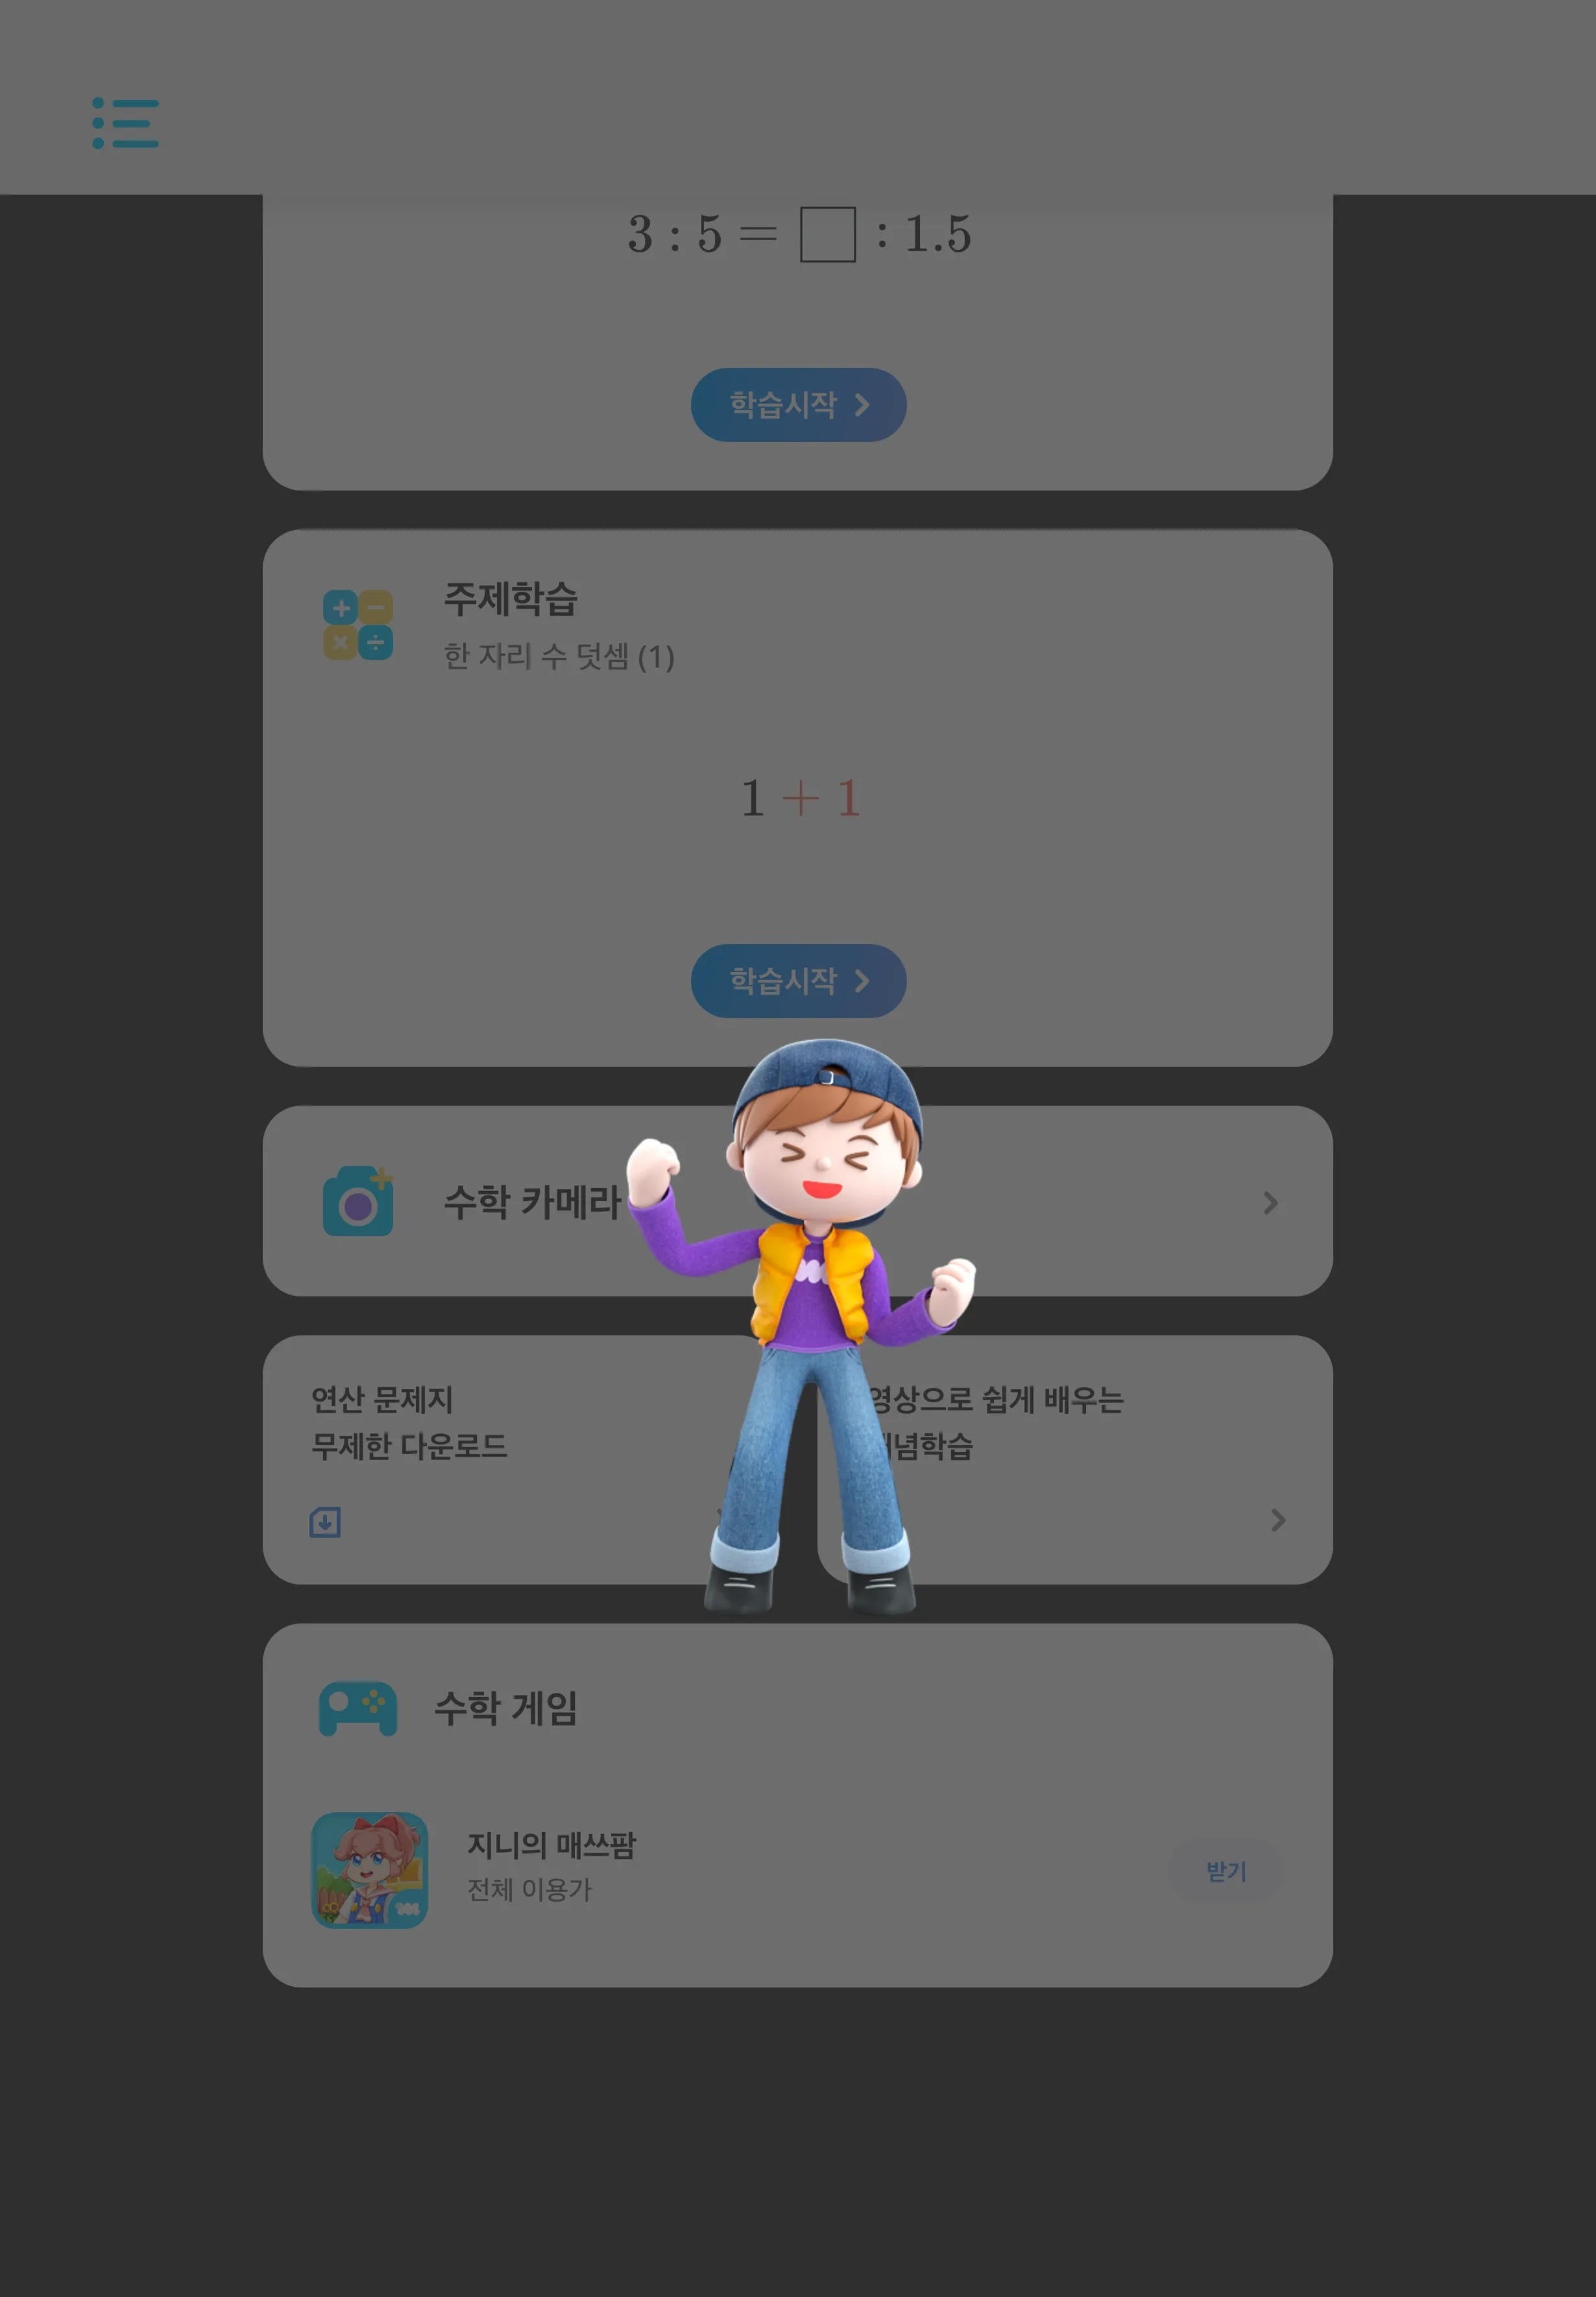 3 : 5 = □ : 1.5
학습시작
주제학습
한 자리 수 덧셈 (1)
1 + 1
학습시작
수학 카메라
연산 문제지
무제한 다운로드
영상으로 쉽게 배우는
개념학습
수학 게임
지니의 매쓰팜
전체 이용가
받기